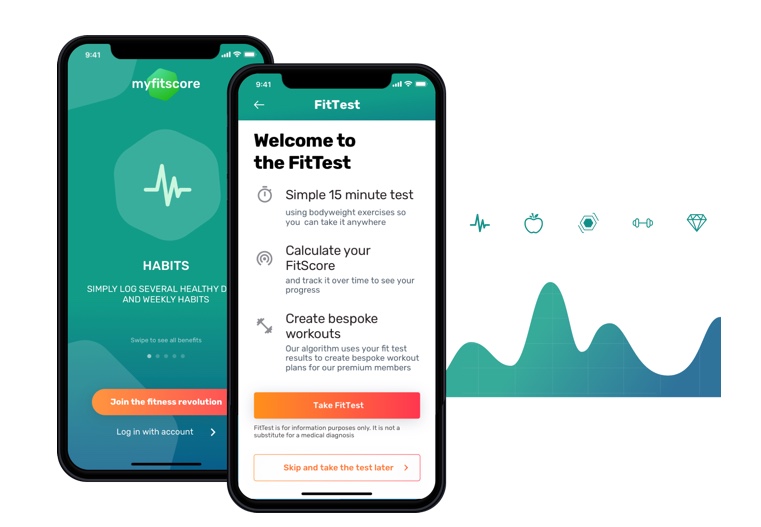 9:41
myfitscore
HABITS
SIMPLY LOG SEVERAL HEALTHY D
AND WEEKLY HABITS
Swipe to see all benefits
Join the fitness revolution
Log in with account
9:41
FitTest
Welcome to
the FitTest
Simple 15 minute test
using bodyweight exercises so
you can take it anywhere
Calculate your
FitScore
and track it over time to see your
progress
Create bespoke
workouts
Our algorithm uses your fit test
results to create bespoke workout
plans for our premium members
Take FitTest
FitTest is for information purposes only. It is not a
substitute for a medical diagnosis
Skip and take the test later